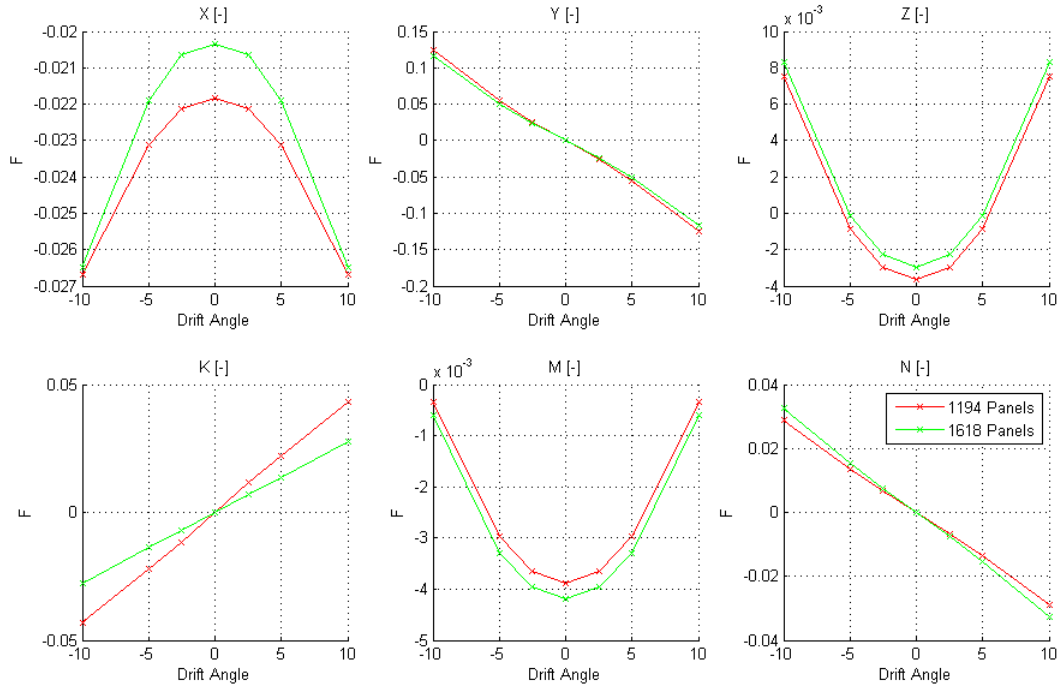 X [-]
-0.02
-0.021
-0.022
-0.023
-0.024
-0.025
-0.026
-0.027
F
-10 -5 0 5 10
Drift Angle
Y [-]
0.15
0.1
0.05
0
-0.05
-0.1
-0.15
-0.2
F
-10 -5 0 5 10
Drift Angle
x 10^-3
Z [-]
10
8
6
4
2
0
-2
-4
F
-10 -5 0 5 10
Drift Angle
K [-]
0.05
0
-0.05
F
-10 -5 0 5 10
Drift Angle
x 10^-3
M [-]
0
-1
-2
-3
-4
-5
F
-10 -5 0 5 10
Drift Angle
N [-]
0.04
0.02
0
-0.02
-0.04
F
1194 Panels
1618 Panels
-10 -5 0 5 10
Drift Angle